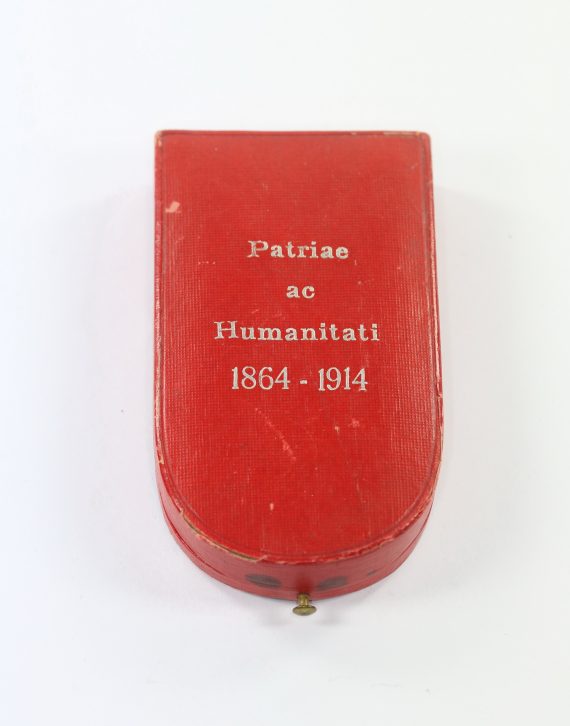 Patriae
ac
Humanitati
1864 - 1914